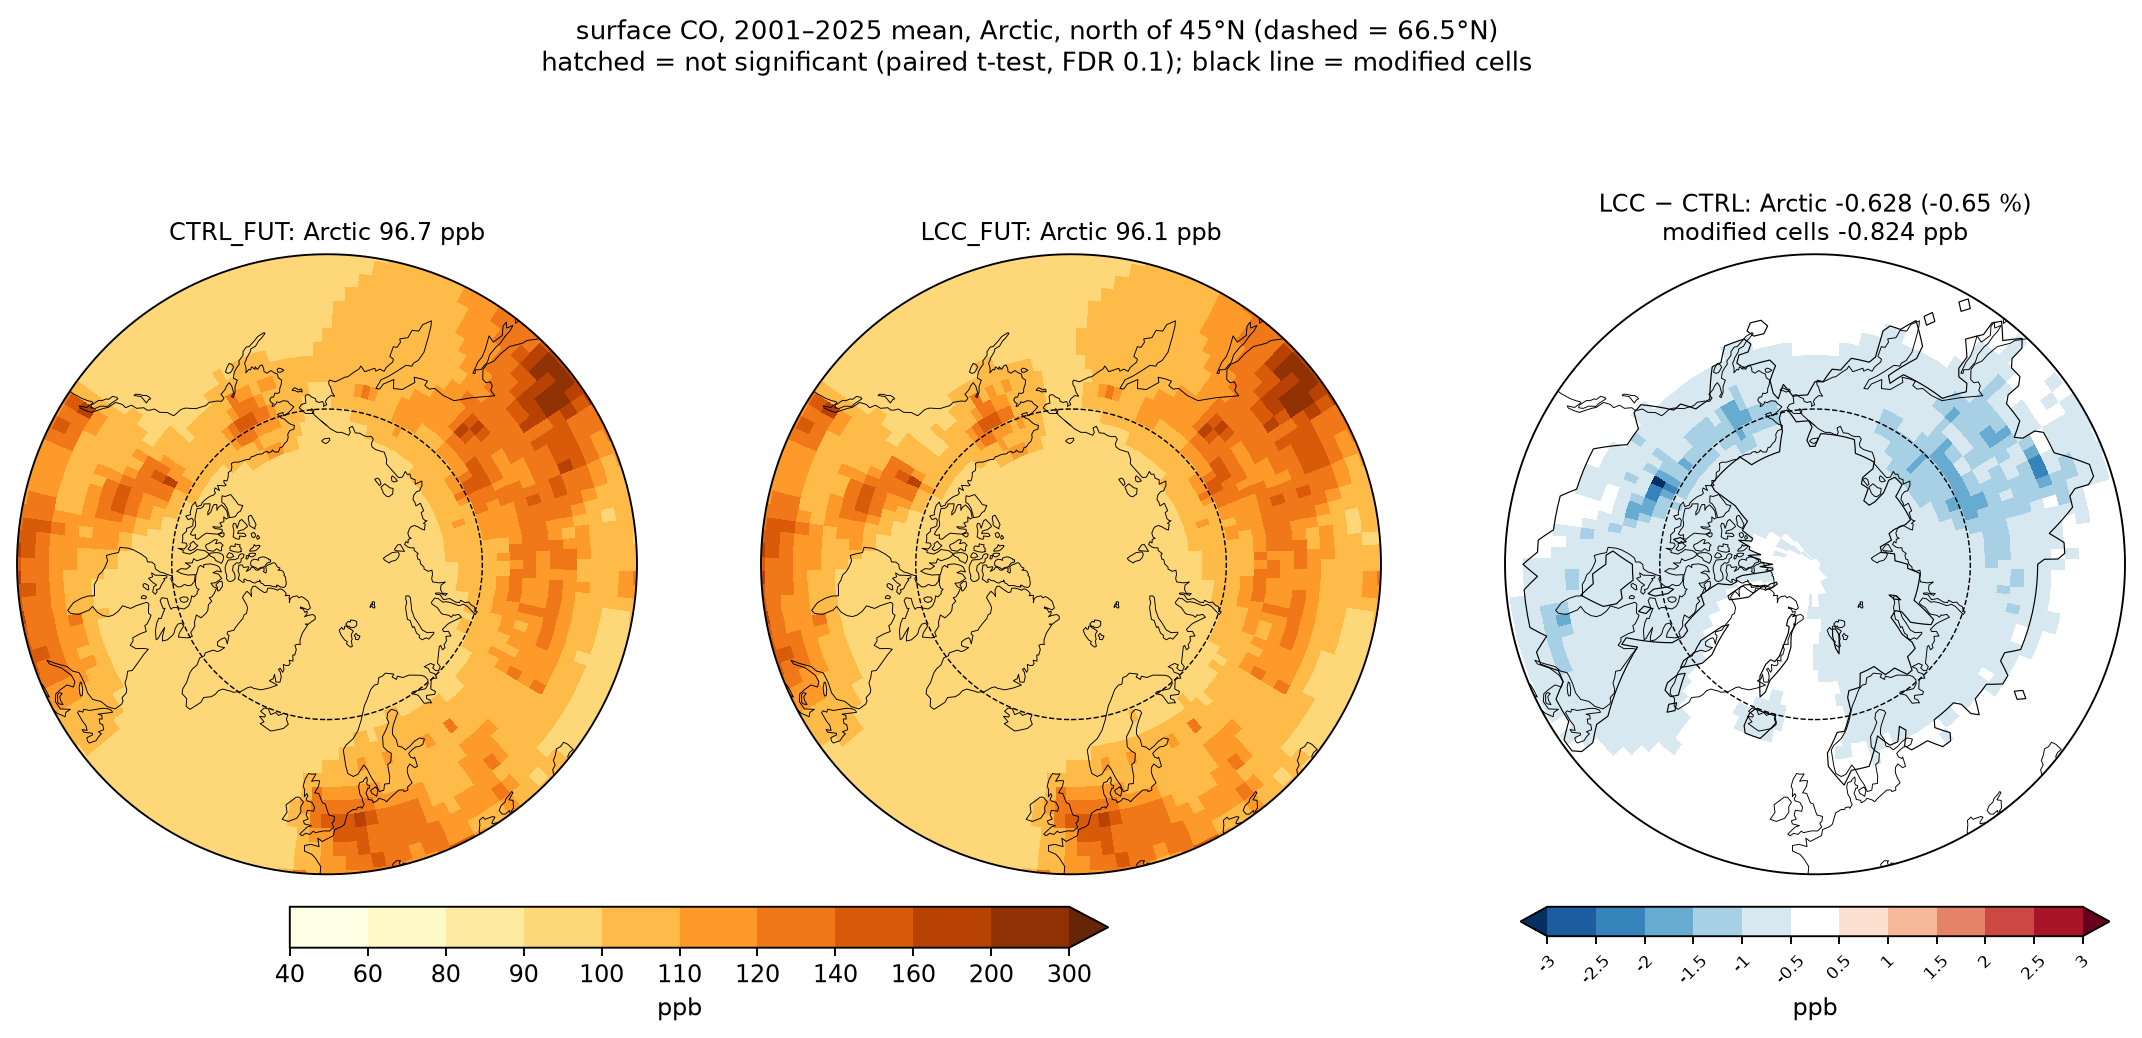 surface CO, 2001–2025 mean, Arctic, north of 45°N (dashed = 66.5°N)
hatched = not significant (paired t-test, FDR 0.1); black line = modified cells
CTRL_FUT: Arctic 96.7 ppb
LCC_FUT: Arctic 96.1 ppb
LCC − CTRL: Arctic -0.628 (-0.65 %)
modified cells -0.824 ppb
40 60 80 90 100 110 120 140 160 200 300
ppb
-3 -2.5 -2 -1.5 -1 -0.5 0.5 1 1.5 2 2.5 3
ppb